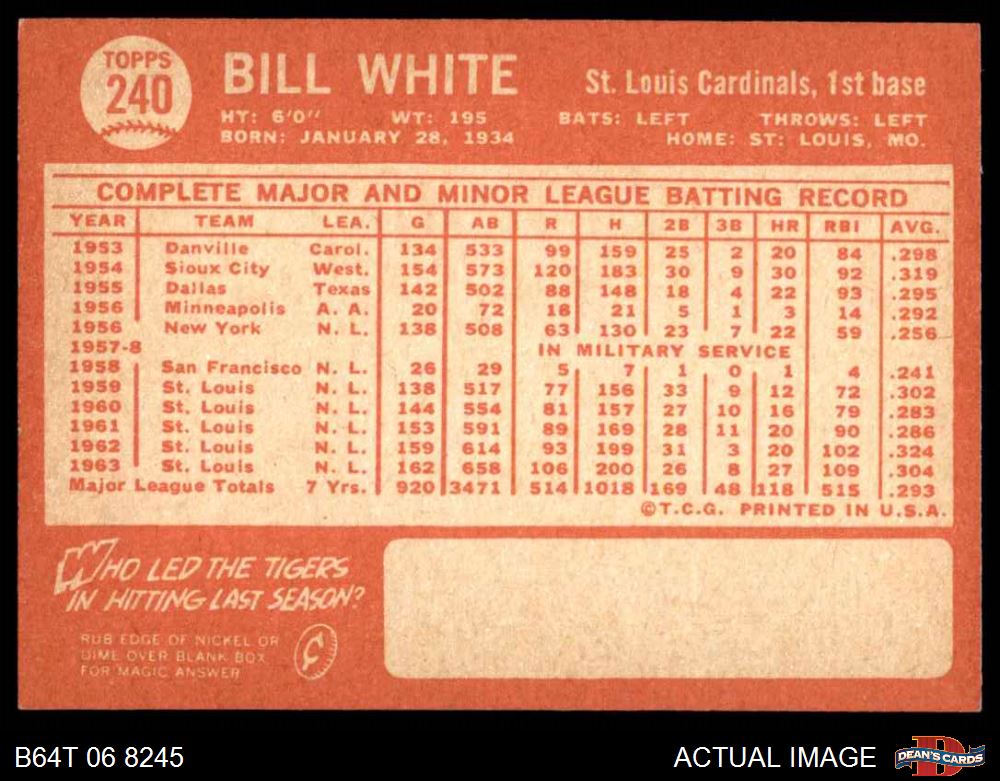 TOPPS
240
BILL WHITE
St. Louis Cardinals, 1st base
HT: 6'0" WT: 195 BATS: LEFT THROWS: LEFT
BORN: JANUARY 28, 1934 HOME: ST: LOUIS, MO.
COMPLETE MAJOR AND MINOR LEAGUE BATTING RECORD
YEAR TEAM LEA. G AB R H 2B 3B HR RBI AVG.
1953 Danville Carol. 134 533 99 159 25 2 20 84 .298
1954 Sioux City West. 154 573 120 183 30 9 30 92 .319
1955 Dallas Texas 142 502 88 148 18 4 22 93 .295
1956 Minneapolis A. A. 20 72 18 21 5 1 3 14 .292
1956 New York N. L. 138 508 63 130 23 7 22 59 .256
1957-8 IN MILITARY SERVICE
1958 San Francisco N. L. 26 29 5 7 1 0 1 4 .241
1959 St. Louis N. L. 138 517 77 156 33 9 12 72 .302
1960 St. Louis N. L. 144 554 81 157 27 10 16 79 .283
1961 St. Louis N. L. 153 591 89 169 28 11 20 90 .286
1962 St. Louis N. L. 159 614 93 199 31 3 20 102 .324
1963 St. Louis N. L. 162 658 106 200 26 8 27 109 .304
Major League Totals 7 Yrs. 920 3471 514 1018 169 48 118 515 .293
©T.C.G. PRINTED IN U.S.A.
WHO LED THE TIGERS
IN HITTING LAST SEASON?
RUB EDGE OF NICKEL OR
DIME OVER BLANK BOX
FOR MAGIC ANSWER
¢
B64T 06 8245
ACTUAL IMAGE
D
DEAN'S CARDS